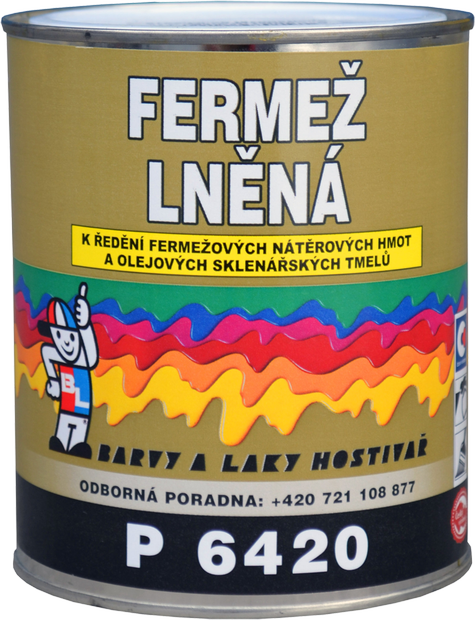 FERMEŽ
LNĚNÁ
K ŘEDĚNÍ FERMEŽOVÝCH NÁTĚROVÝCH HMOT
A OLEJOVÝCH SKLENÁŘSKÝCH TMELŮ
BL
BARVY A LAKY HOSTIVAŘ
ODBORNÁ PORADNA: +420 721 108 877
P 6420